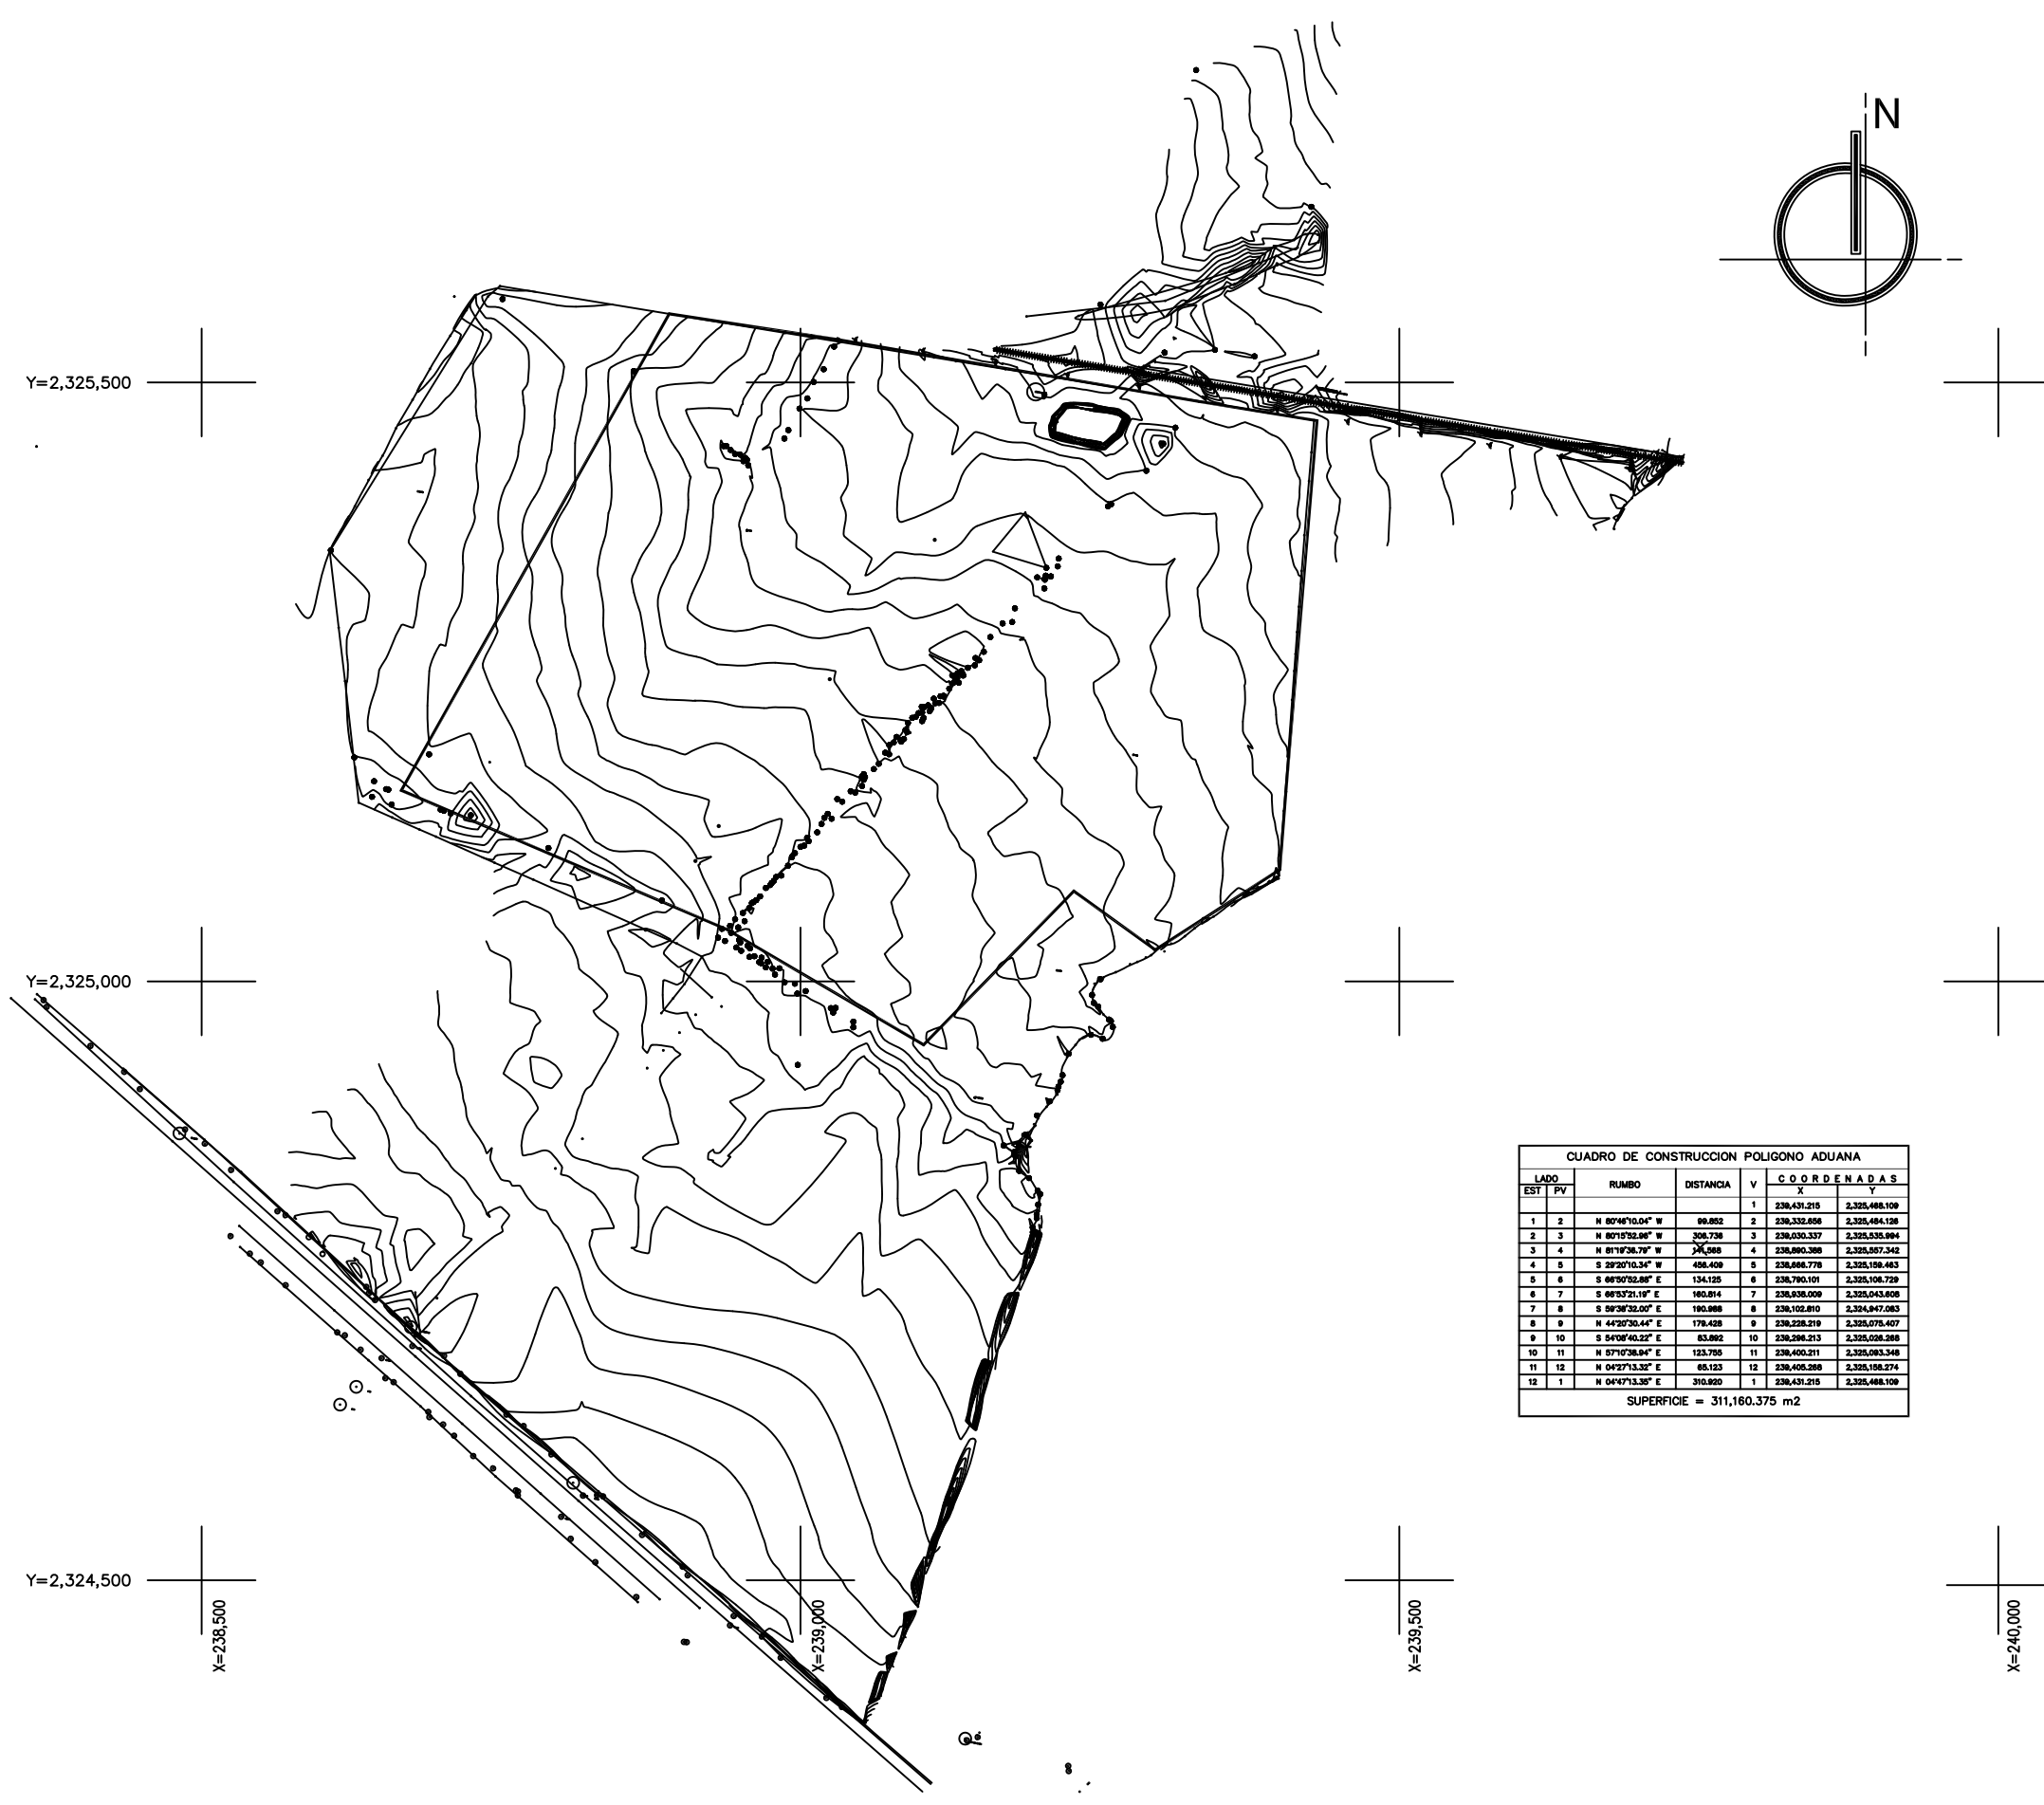 N
Y=2,325,500
Y=2,325,000
Y=2,324,500
X=238,500
X=239,000
X=239,500
X=240,000
CUADRO DE CONSTRUCCION POLIGONO ADUANA
LADO RUMBO DISTANCIA V COORDENADAS
EST PV X Y
1 239,431.215 2,325,468.109
1 2 N 80°46'10.04" W 99.852 2 239,332.656 2,325,484.126
2 3 N 80°15'52.96" W 306.736 3 239,030.337 2,325,535.994
3 4 N 81°19'36.79" W 141.568 4 238,890.388 2,325,557.342
4 5 S 29°20'10.34" W 456.409 5 238,666.778 2,325,159.463
5 6 S 66°50'52.88" E 134.125 6 238,790.101 2,325,106.729
6 7 S 66°53'21.19" E 160.814 7 238,938.009 2,325,043.608
7 8 S 59°38'32.00" E 190.988 8 239,102.810 2,324,947.083
8 9 N 44°20'30.44" E 179.428 9 239,228.219 2,325,075.407
9 10 S 54°08'40.22" E 83.892 10 239,296.213 2,325,026.268
10 11 N 57°10'38.94" E 123.755 11 239,400.211 2,325,093.348
11 12 N 04°27'13.32" E 65.123 12 239,405.268 2,325,158.274
12 1 N 04°47'13.35" E 310.920 1 239,431.215 2,325,468.109
SUPERFICIE = 311,160.375 m2